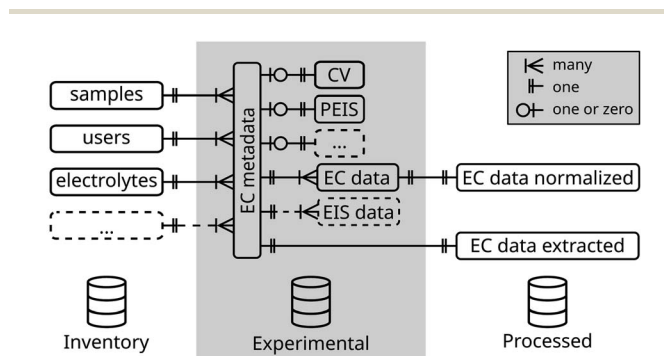 samples
users
electrolytes
...
EC metadata
CV
PEIS
...
EC data
EIS data
EC data normalized
EC data extracted
many
one
one or zero
Inventory
Experimental
Processed